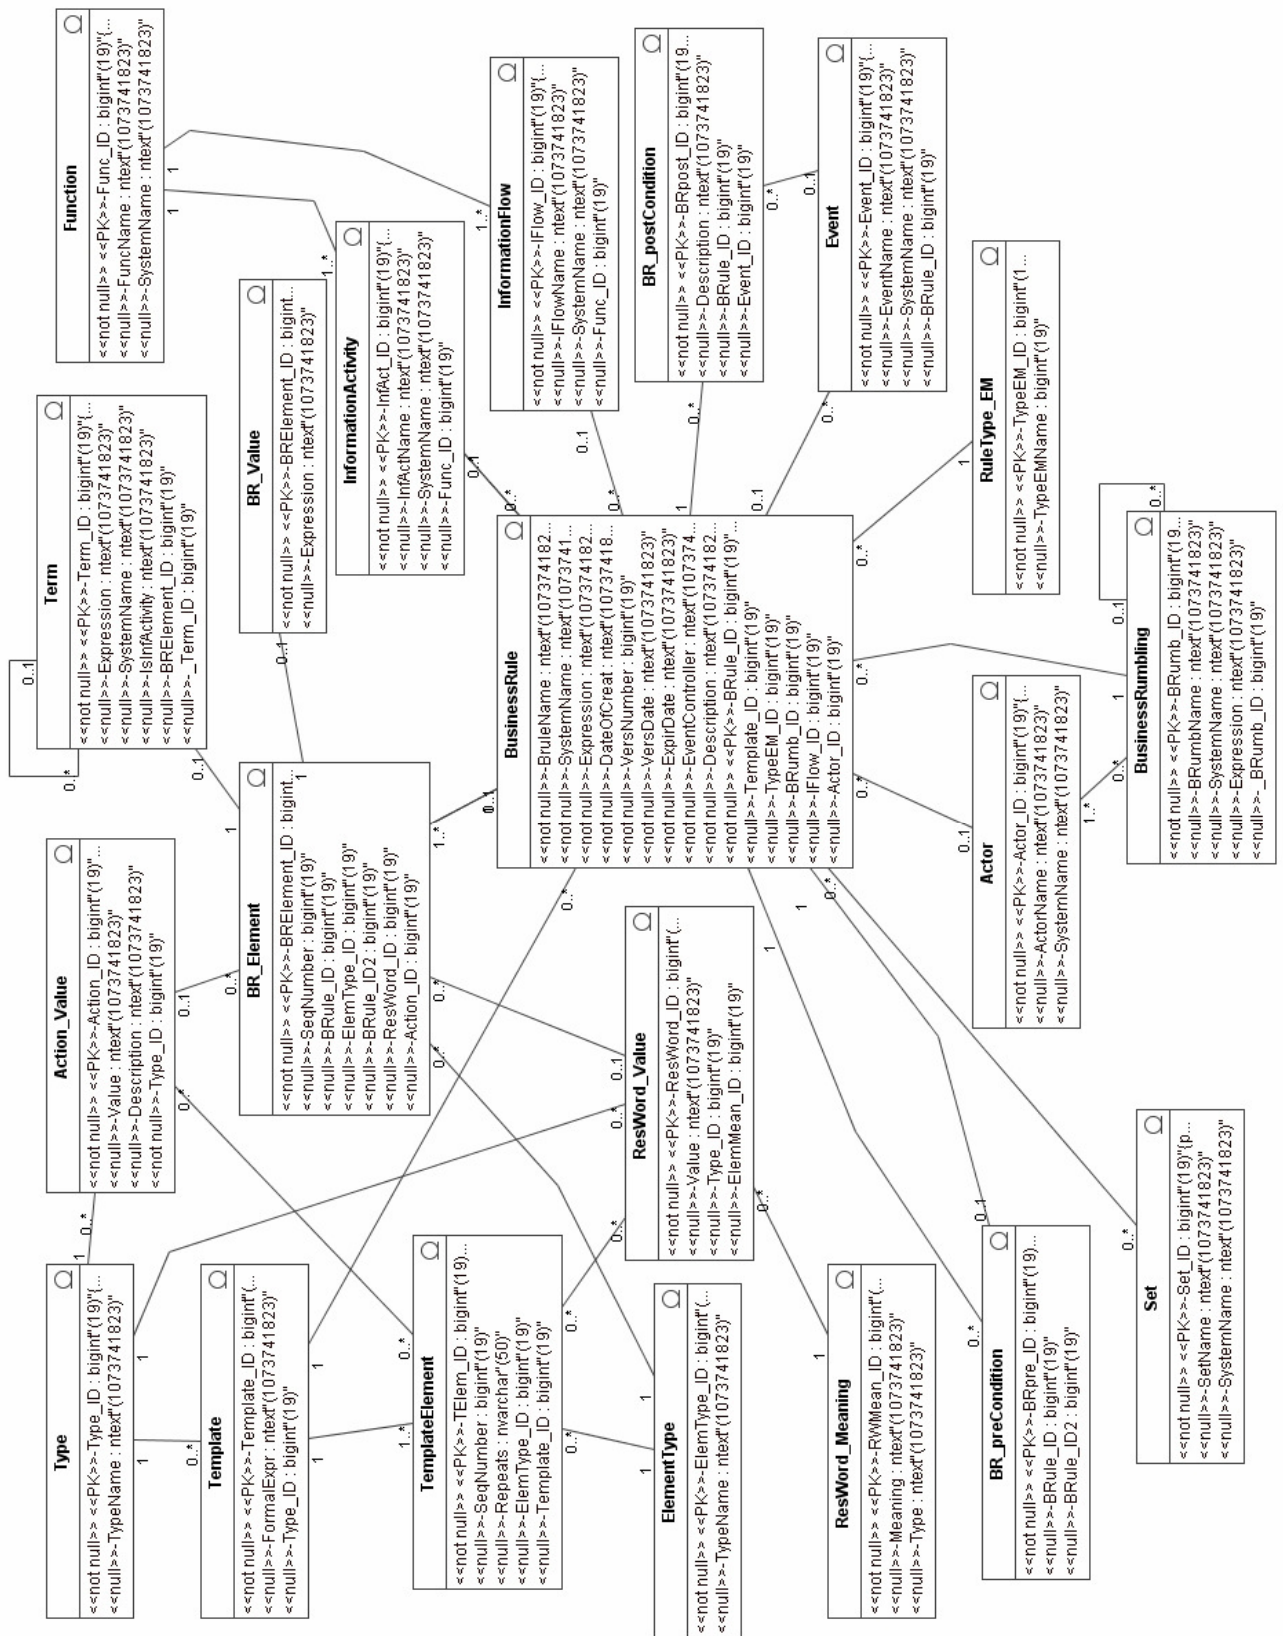 Type
<<not null>> <<PK>>-Type_ID : bigint"(19)"{...
<<null>>-TypeName : ntext"(1073741823)"
Action_Value
<<not null>> <<PK>>-Action_ID : bigint"(19)"...
<<null>>-Value : ntext"(1073741823)"
<<null>>-Description : ntext"(1073741823)"
<<not null>>-Type_ID : bigint"(19)"
Term
<<not null>> <<PK>>-Term_ID : bigint"(19)"{...
<<null>>-Expression : ntext"(1073741823)"
<<null>>-SystemName : ntext"(1073741823)"
<<null>>-IsInfActivity : ntext"(1073741823)"
<<null>>-BRElement_ID : bigint"(19)"
<<null>>-_Term_ID : bigint"(19)"
Function
<<not null>> <<PK>>-Func_ID : bigint"(19)"{...
<<null>>-FuncName : ntext"(1073741823)"
<<null>>-SystemName : ntext"(1073741823)"
Template
<<not null>> <<PK>>-Template_ID : bigint"(...
<<null>>-FormalExpr : ntext"(1073741823)"
<<null>>-Type_ID : bigint"(19)"
BR_Element
<<not null>> <<PK>>-BRElement_ID : bigint...
<<null>>-SeqNumber : bigint"(19)"
<<null>>-BRule_ID : bigint"(19)"
<<null>>-ElemType_ID : bigint"(19)"
<<null>>-BRule_ID2 : bigint"(19)"
<<null>>-ResWord_ID : bigint"(19)"
<<null>>-Action_ID : bigint"(19)"
BR_Value
<<not null>> <<PK>>-BRElement_ID : bigint...
<<null>>-Expression : ntext"(1073741823)"
InformationActivity
<<not null>> <<PK>>-InfAct_ID : bigint"(19)"{...
<<null>>-InfActName : ntext"(1073741823)"
<<null>>-SystemName : ntext"(1073741823)"
<<null>>-Func_ID : bigint"(19)"
TemplateElement
<<not null>> <<PK>>-TElem_ID : bigint"(19)...
<<null>>-SeqNumber : bigint"(19)"
<<null>>-Repeats : nvarchar"(50)"
<<null>>-ElemType_ID : bigint"(19)"
<<null>>-Template_ID : bigint"(19)"
BusinessRule
<<not null>>-BruleName : ntext"(107374182...
<<not null>>-SystemName : ntext"(1073741...
<<not null>>-Expression : ntext"(107374182...
<<not null>>-DateOfCreat : ntext"(10737418...
<<null>>-VersNumber : bigint"(19)"
<<null>>-VersDate : ntext"(1073741823)"
<<null>>-ExpirDate : ntext"(1073741823)"
<<not null>>-EventController : ntext"(107374...
<<not null>>-Description : ntext"(107374182...
<<not null>> <<PK>>-BRule_ID : bigint"(19)"...
<<null>>-Template_ID : bigint"(19)"
<<null>>-TypeEM_ID : bigint"(19)"
<<null>>-BRumb_ID : bigint"(19)"
<<null>>-IFlow_ID : bigint"(19)"
<<null>>-Actor_ID : bigint"(19)"
InformationFlow
<<not null>> <<PK>>-IFlow_ID : bigint"(19)"{...
<<null>>-IFlowName : ntext"(1073741823)"
<<null>>-SystemName : ntext"(1073741823)"
<<null>>-Func_ID : bigint"(19)"
ElementType
<<not null>> <<PK>>-ElemType_ID : bigint"(...
<<null>>-TypeName : ntext"(1073741823)"
ResWord_Value
<<not null>> <<PK>>-ResWord_ID : bigint"(...
<<null>>-Value : ntext"(1073741823)"
<<null>>-Type_ID : bigint"(19)"
<<null>>-ElemMean_ID : bigint"(19)"
BR_postCondition
<<not null>> <<PK>>-BRpost_ID : bigint"(19...
<<null>>-Description : ntext"(1073741823)"
<<null>>-BRule_ID : bigint"(19)"
<<null>>-Event_ID : bigint"(19)"
ResWord_Meaning
<<not null>> <<PK>>-RWMean_ID : bigint"(...
<<null>>-Meaning : ntext"(1073741823)"
<<null>>-Type : ntext"(1073741823)"
Event
<<not null>> <<PK>>-Event_ID : bigint"(19)"{...
<<null>>-EventName : ntext"(1073741823)"
<<null>>-SystemName : ntext"(1073741823)"
<<null>>-BRule_ID : bigint"(19)"
BR_preCondition
<<not null>> <<PK>>-BRpre_ID : bigint"(19)...
<<null>>-BRule_ID : bigint"(19)"
<<null>>-BRule_ID2 : bigint"(19)"
Actor
<<not null>> <<PK>>-Actor_ID : bigint"(19)"{...
<<null>>-ActorName : ntext"(1073741823)"
<<null>>-SystemName : ntext"(1073741823)"
RuleType_EM
<<not null>> <<PK>>-TypeEM_ID : bigint"(1...
<<null>>-TypeEMName : bigint"(19)"
Set
<<not null>> <<PK>>-Set_ID : bigint"(19)"{p...
<<null>>-SetName : ntext"(1073741823)"
<<null>>-SystemName : ntext"(1073741823)"
BusinessRumbling
<<not null>> <<PK>>-BRumb_ID : bigint"(19...
<<null>>-BRumbName : ntext"(1073741823)"
<<null>>-SystemName : ntext"(1073741823)"
<<null>>-Expression : ntext"(1073741823)"
<<null>>-_BRumb_ID : bigint"(19)"